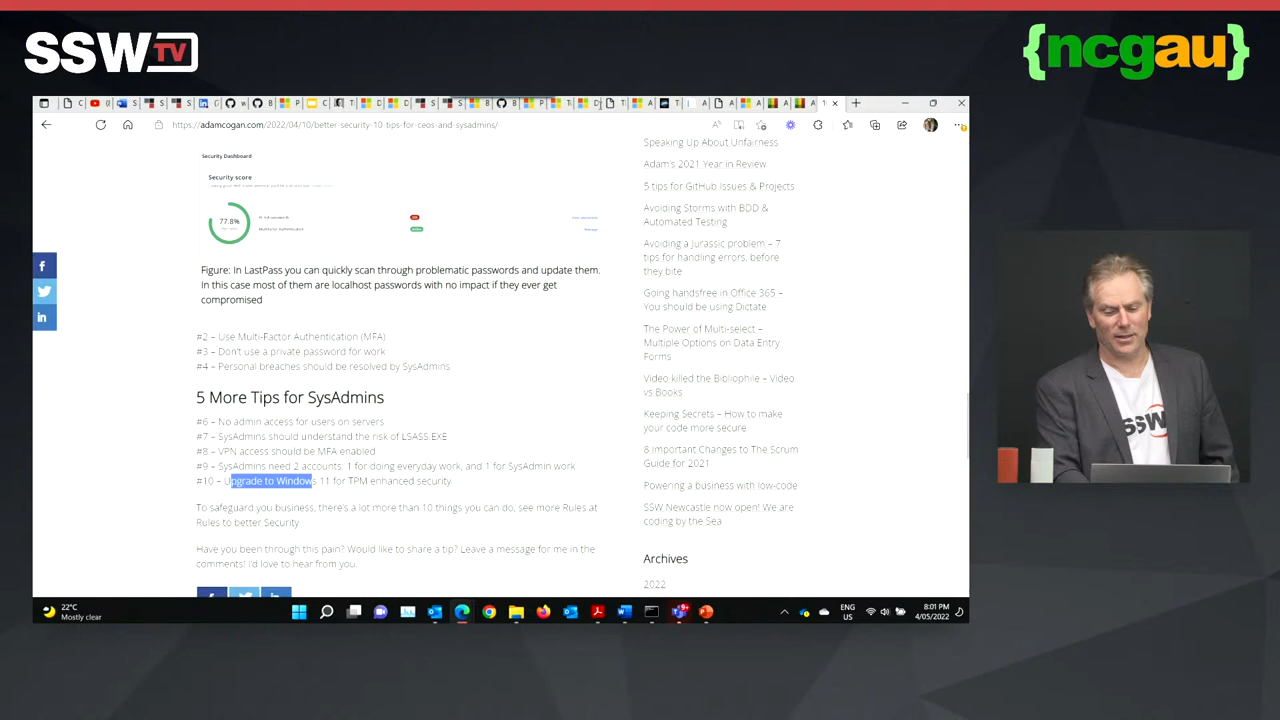 SSW TV
{ncgau}
https://adamcogan.com/2022/04/10/better-security-10-tips-for-ceos-and-sysadmins/
Security Dashboard
Security score
77.8%
Figure: In LastPass you can quickly scan through problematic passwords and update them.
In this case most of them are localhost passwords with no impact if they ever get
compromised
#2 – Use Multi-Factor Authentication (MFA)
#3 – Don't use a private password for work
#4 – Personal breaches should be resolved by SysAdmins
5 More Tips for SysAdmins
#6 – No admin access for users on servers
#7 – SysAdmins should understand the risk of LSASS.EXE
#8 – VPN access should be MFA enabled
#9 – SysAdmins need 2 accounts: 1 for doing everyday work, and 1 for SysAdmin work
#10 – Upgrade to Windows 11 for TPM enhanced security
To safeguard you business, there's a lot more than 10 things you can do, see more Rules at
Rules to better Security
Have you been through this pain? Would like to share a tip? Leave a message for me in the
comments! I'd love to hear from you.
Speaking Up About Unfairness
Adam's 2021 Year in Review
5 tips for GitHub Issues & Projects
Avoiding Storms with BDD &
Automated Testing
Avoiding a Jurassic problem – 7
tips for handling errors, before
they bite
Going handsfree in Office 365 –
You should be using Dictate
The Power of Multi-select –
Multiple Options on Data Entry
Forms
Video killed the Bibliophile – Video
vs Books
Keeping Secrets – How to make
your code more secure
8 Important Changes to The Scrum
Guide for 2021
Powering a business with low-code
SSW Newcastle now open! We are
coding by the Sea
Archives
2022
SSW
22°C
Mostly clear
ENG
US
8:01 PM
4/05/2022